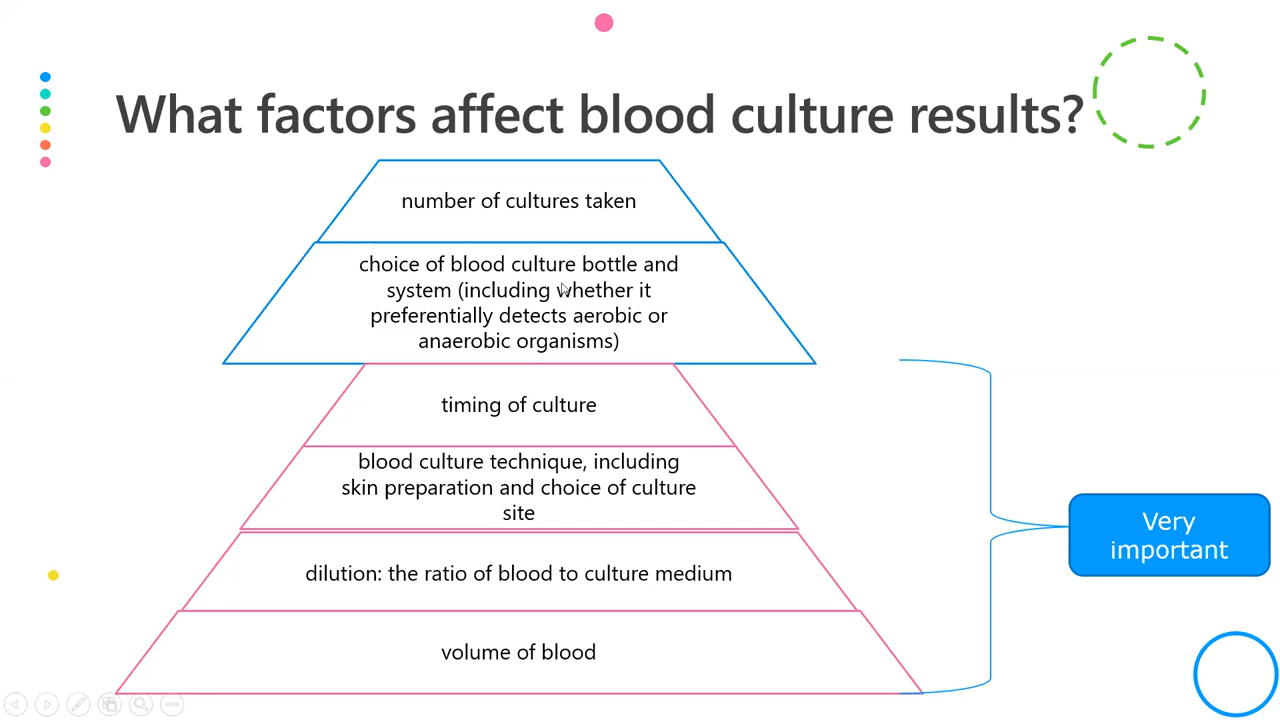 What factors affect blood culture results?
number of cultures taken
choice of blood culture bottle and
system (including whether it
preferentially detects aerobic or
anaerobic organisms)
timing of culture
blood culture technique, including
skin preparation and choice of culture
site
dilution: the ratio of blood to culture medium
volume of blood
Very
important